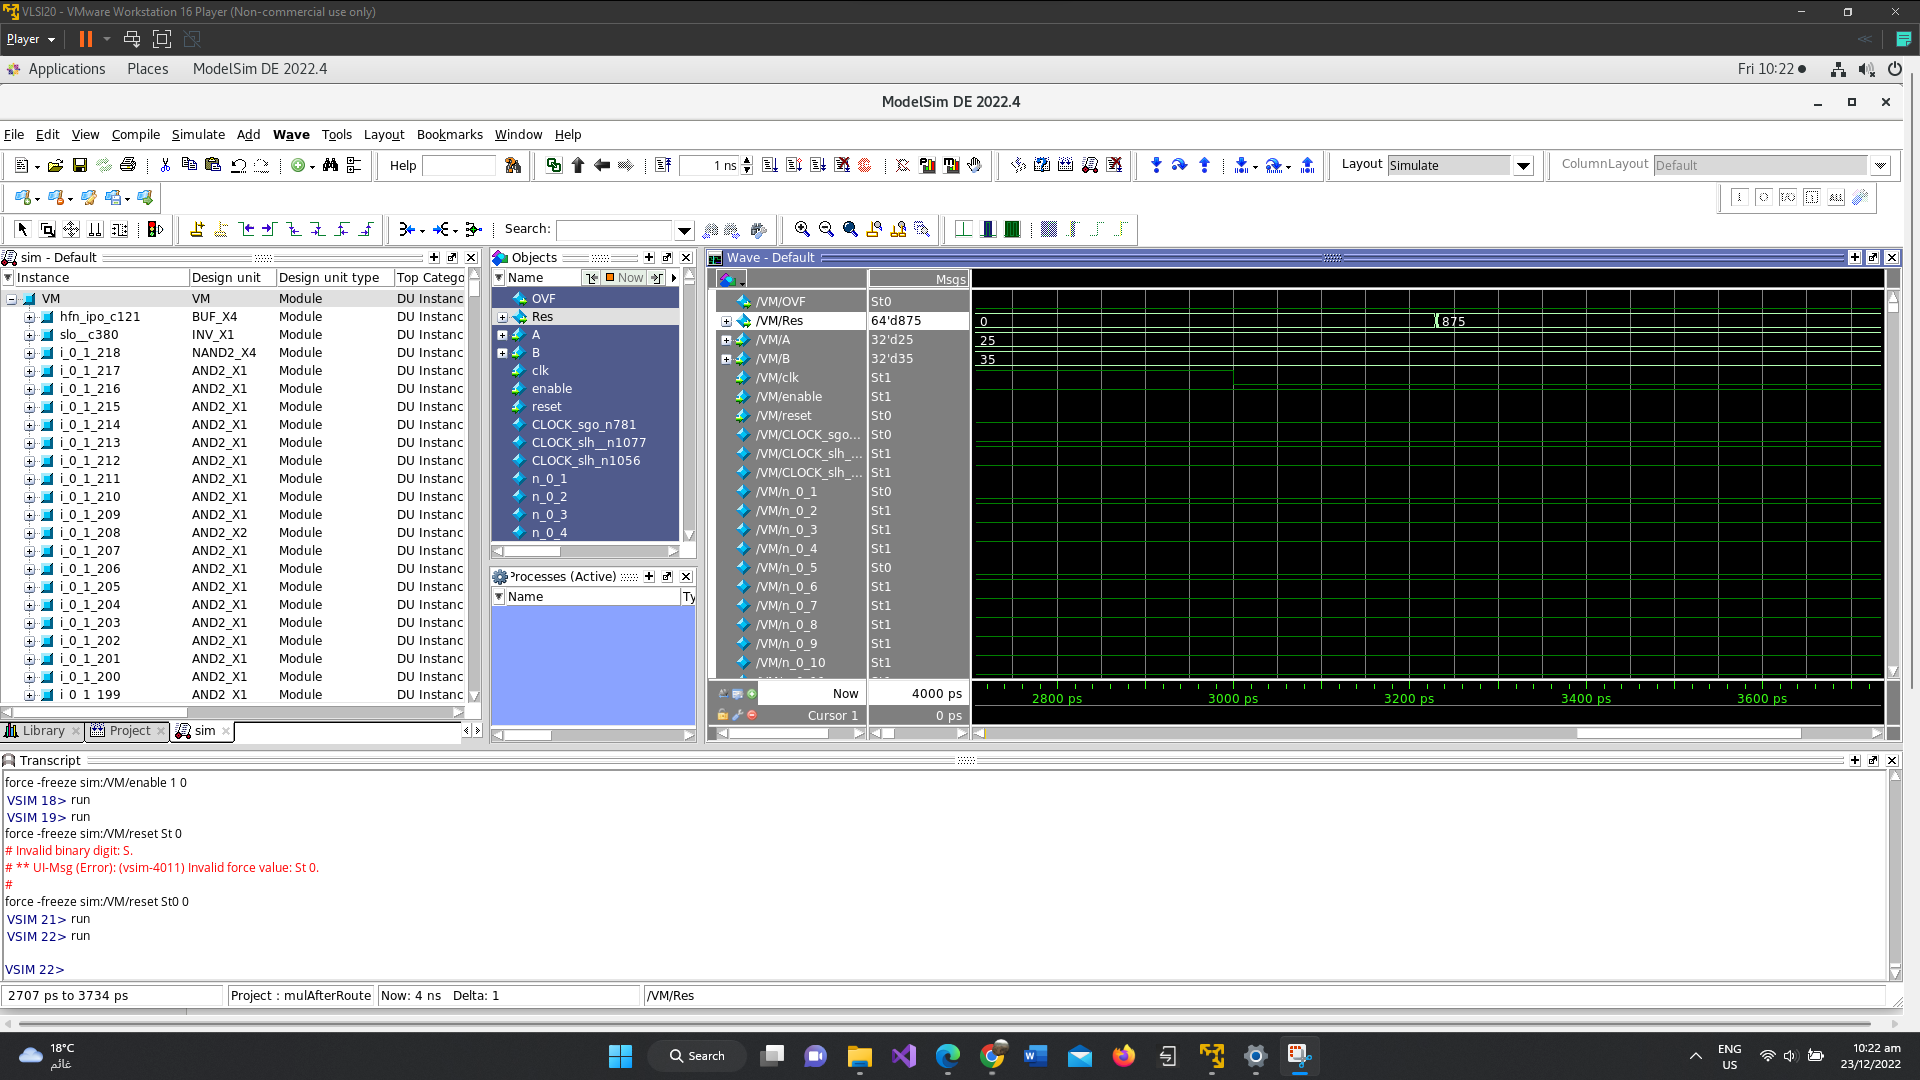 VLSI20 - VMware Workstation 16 Player (Non-commercial use only)
Player
Applications Places ModelSim DE 2022.4
Fri 10:22
ModelSim DE 2022.4
File Edit View Compile Simulate Add Wave Tools Layout Bookmarks Window Help
Help
1 ns
Layout Simulate
ColumnLayout Default
ALL
Search:
sim - Default
Instance Design unit Design unit type Top Catego
VM VM Module DU Instanc
hfn_ipo_c121 BUF_X4 Module DU Instanc
slo__c380 INV_X1 Module DU Instanc
i_0_1_218 NAND2_X4 Module DU Instanc
i_0_1_217 AND2_X1 Module DU Instanc
i_0_1_216 AND2_X1 Module DU Instanc
i_0_1_215 AND2_X1 Module DU Instanc
i_0_1_214 AND2_X1 Module DU Instanc
i_0_1_213 AND2_X1 Module DU Instanc
i_0_1_212 AND2_X1 Module DU Instanc
i_0_1_211 AND2_X1 Module DU Instanc
i_0_1_210 AND2_X1 Module DU Instanc
i_0_1_209 AND2_X1 Module DU Instanc
i_0_1_208 AND2_X2 Module DU Instanc
i_0_1_207 AND2_X1 Module DU Instanc
i_0_1_206 AND2_X1 Module DU Instanc
i_0_1_205 AND2_X1 Module DU Instanc
i_0_1_204 AND2_X1 Module DU Instanc
i_0_1_203 AND2_X1 Module DU Instanc
i_0_1_202 AND2_X1 Module DU Instanc
i_0_1_201 AND2_X1 Module DU Instanc
i_0_1_200 AND2_X1 Module DU Instanc
i_0_1_199 AND2_X1 Module DU Instanc
Library Project sim
Objects
Name Now
OVF
Res
A
B
clk
enable
reset
CLOCK_sgo_n781
CLOCK_slh__n1077
CLOCK_slh_n1056
n_0_1
n_0_2
n_0_3
n_0_4
Processes (Active)
Name Ty
Wave - Default
Msgs
/VM/OVF St0
/VM/Res 64'd875 0 875
/VM/A 32'd25 25
/VM/B 32'd35 35
/VM/clk St1
/VM/enable St1
/VM/reset St0
/VM/CLOCK_sgo... St0
/VM/CLOCK_slh_... St1
/VM/CLOCK_slh_... St1
/VM/n_0_1 St0
/VM/n_0_2 St1
/VM/n_0_3 St1
/VM/n_0_4 St1
/VM/n_0_5 St0
/VM/n_0_6 St1
/VM/n_0_7 St1
/VM/n_0_8 St1
/VM/n_0_9 St1
/VM/n_0_10 St1
Now 4000 ps
2800 ps 3000 ps 3200 ps 3400 ps 3600 ps
Cursor 1 0 ps
Transcript
force -freeze sim:/VM/enable 1 0
VSIM 18> run
VSIM 19> run
force -freeze sim:/VM/reset St 0
# Invalid binary digit: S.
# ** UI-Msg (Error): (vsim-4011) Invalid force value: St 0.
#
force -freeze sim:/VM/reset St0 0
VSIM 21> run
VSIM 22> run
VSIM 22>
2707 ps to 3734 ps Project : mulAfterRoute Now: 4 ns Delta: 1 /VM/Res
18°C
غائم
Search
ENG
US
10:22 am
23/12/2022